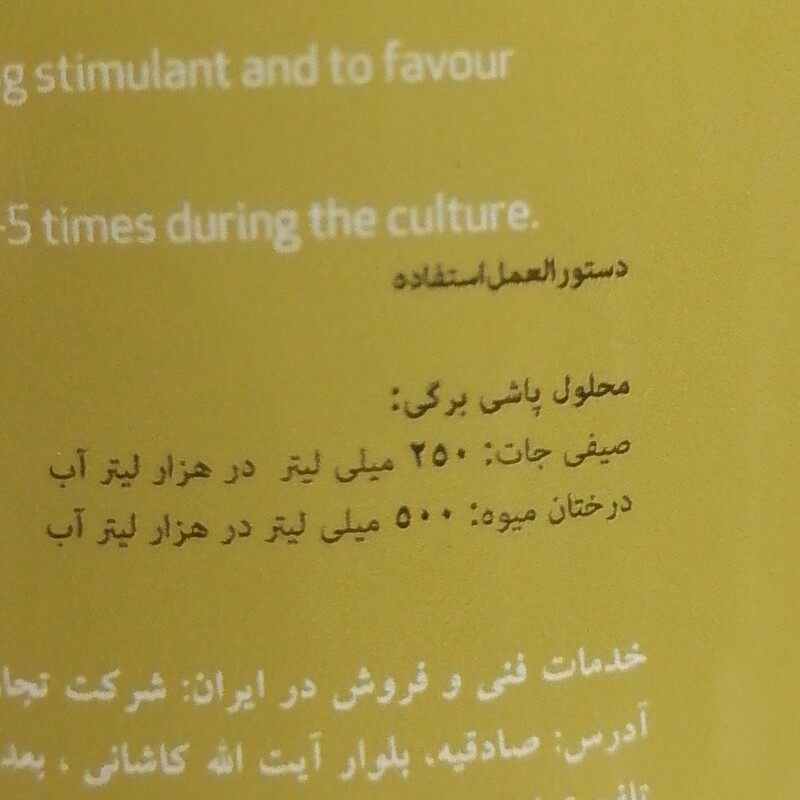 stimulant and to favour
5 times during the culture.
دستورالعمل استفاده
محلول پاشی برگی:
صیفی جات: ۲۵۰ میلی لیتر در هزار لیتر آب
درختان میوه: ۵۰۰ میلی لیتر در هزار لیتر آب
خدمات فنی و فروش در ایران: شرکت
آدرس: صادقیه، بلوار آیت الله کاشانی ،